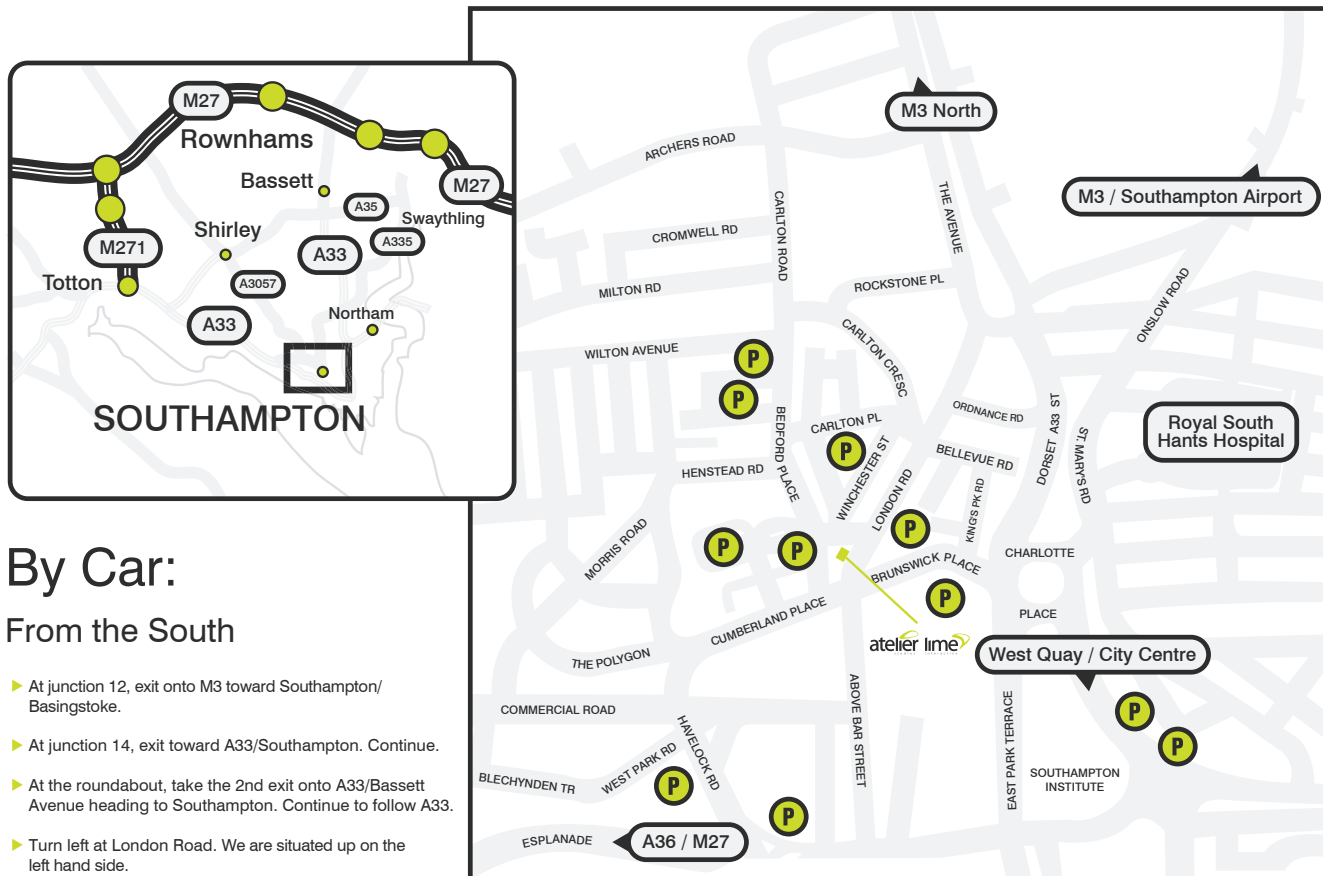 M27
Rownhams
Bassett
M27
A35
Swaythling
Shirley
A335
M271
A33
Totton
A3057
Northam
A33
SOUTHAMPTON
By Car:
From the South
At junction 12, exit onto M3 toward Southampton/
Basingstoke.
At junction 14, exit toward A33/Southampton. Continue.
At the roundabout, take the 2nd exit onto A33/Bassett
Avenue heading to Southampton. Continue to follow A33.
Turn left at London Road. We are situated up on the
left hand side.
M3 North
ARCHERS ROAD
M3 / Southampton Airport
CARLTON ROAD
THE AVENUE
CROMWELL RD
MILTON RD
ROCKSTONE PL
ONSLOW ROAD
WILTON AVENUE
CARLTON CRESC
P
P
BEDFORD PLACE
CARLTON PL
ORDNANCE RD
DORSET A33 ST
ST. MARY'S RD
Royal South
Hants Hospital
P
WINCHESTER ST
LONDON RD
BELLEVUE RD
HENSTEAD RD
KING'S PK RD
MORRIS ROAD
P
P
P
BRUNSWICK PLACE
CHARLOTTE
PLACE
P
CUMBERLAND PLACE
atelier lime
THE POLYGON
West Quay / City Centre
COMMERCIAL ROAD
HAVELOCK RD
ABOVE BAR STREET
EAST PARK TERRACE
P
P
BLECHYNDEN TR
WEST PARK RD
P
SOUTHAMPTON
INSTITUTE
P
ESPLANADE
A36 / M27